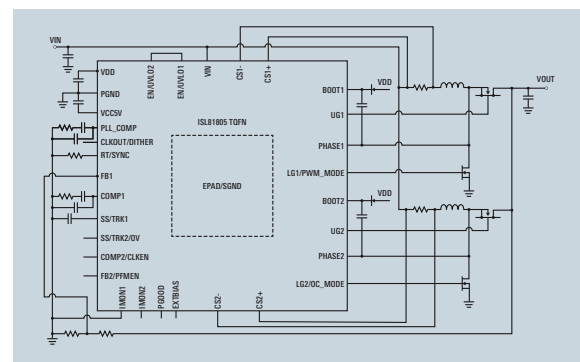 VIN
VOUT
EN/UVLO2
EN/UVLO1
VIN
CS1-
CS1+
VDD
PGND
VCC5V
PLL_COMP
CLKOUT/DITHER
RT/SYNC
FB1
COMP1
SS/TRK1
SS/TRK2/OV
COMP2/CLKEN
FB2/PFMEN
ISL81805 TQFN
EPAD/SGND
BOOT1
VDD
UG1
PHASE1
LG1/PWM_MODE
BOOT2
VDD
UG2
PHASE2
LG2/OC_MODE
IMON1
IMON2
PGOOD
EXTBIAS
CS2-
CS2+